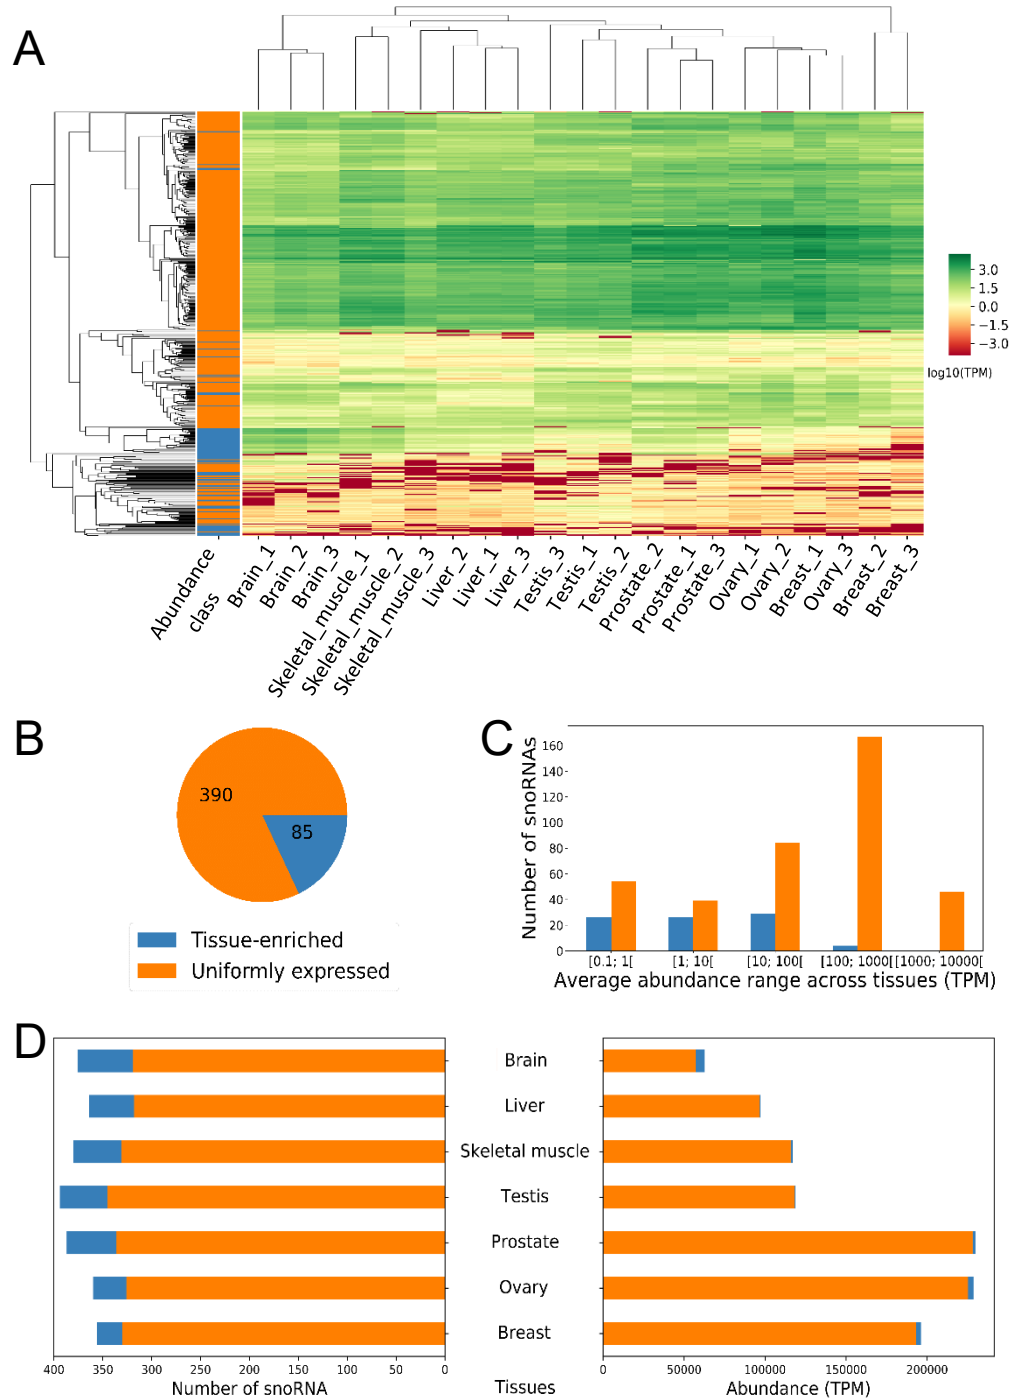 A
3.0
1.5
0.0
−1.5
−3.0
log10(TPM)
Abundance class
Brain_1
Brain_2
Brain_3
Skeletal_muscle_1
Skeletal_muscle_2
Skeletal_muscle_3
Liver_2
Liver_1
Liver_3
Testis_3
Testis_1
Testis_2
Prostate_2
Prostate_1
Prostate_3
Ovary_1
Ovary_2
Breast_1
Ovary_3
Breast_2
Breast_3
B
390
85
Tissue-enriched
Uniformly expressed
C
Number of snoRNAs
160
140
120
100
80
60
40
20
0
[0.1; 1[ [1; 10[ [10; 100[ [100; 1000[ [1000; 10000[
Average abundance range across tissues (TPM)
D
Brain
Liver
Skeletal muscle
Testis
Prostate
Ovary
Breast
400 350 300 250 200 150 100 50 0
Number of snoRNA
Tissues
0 50000 100000 150000 200000
Abundance (TPM)